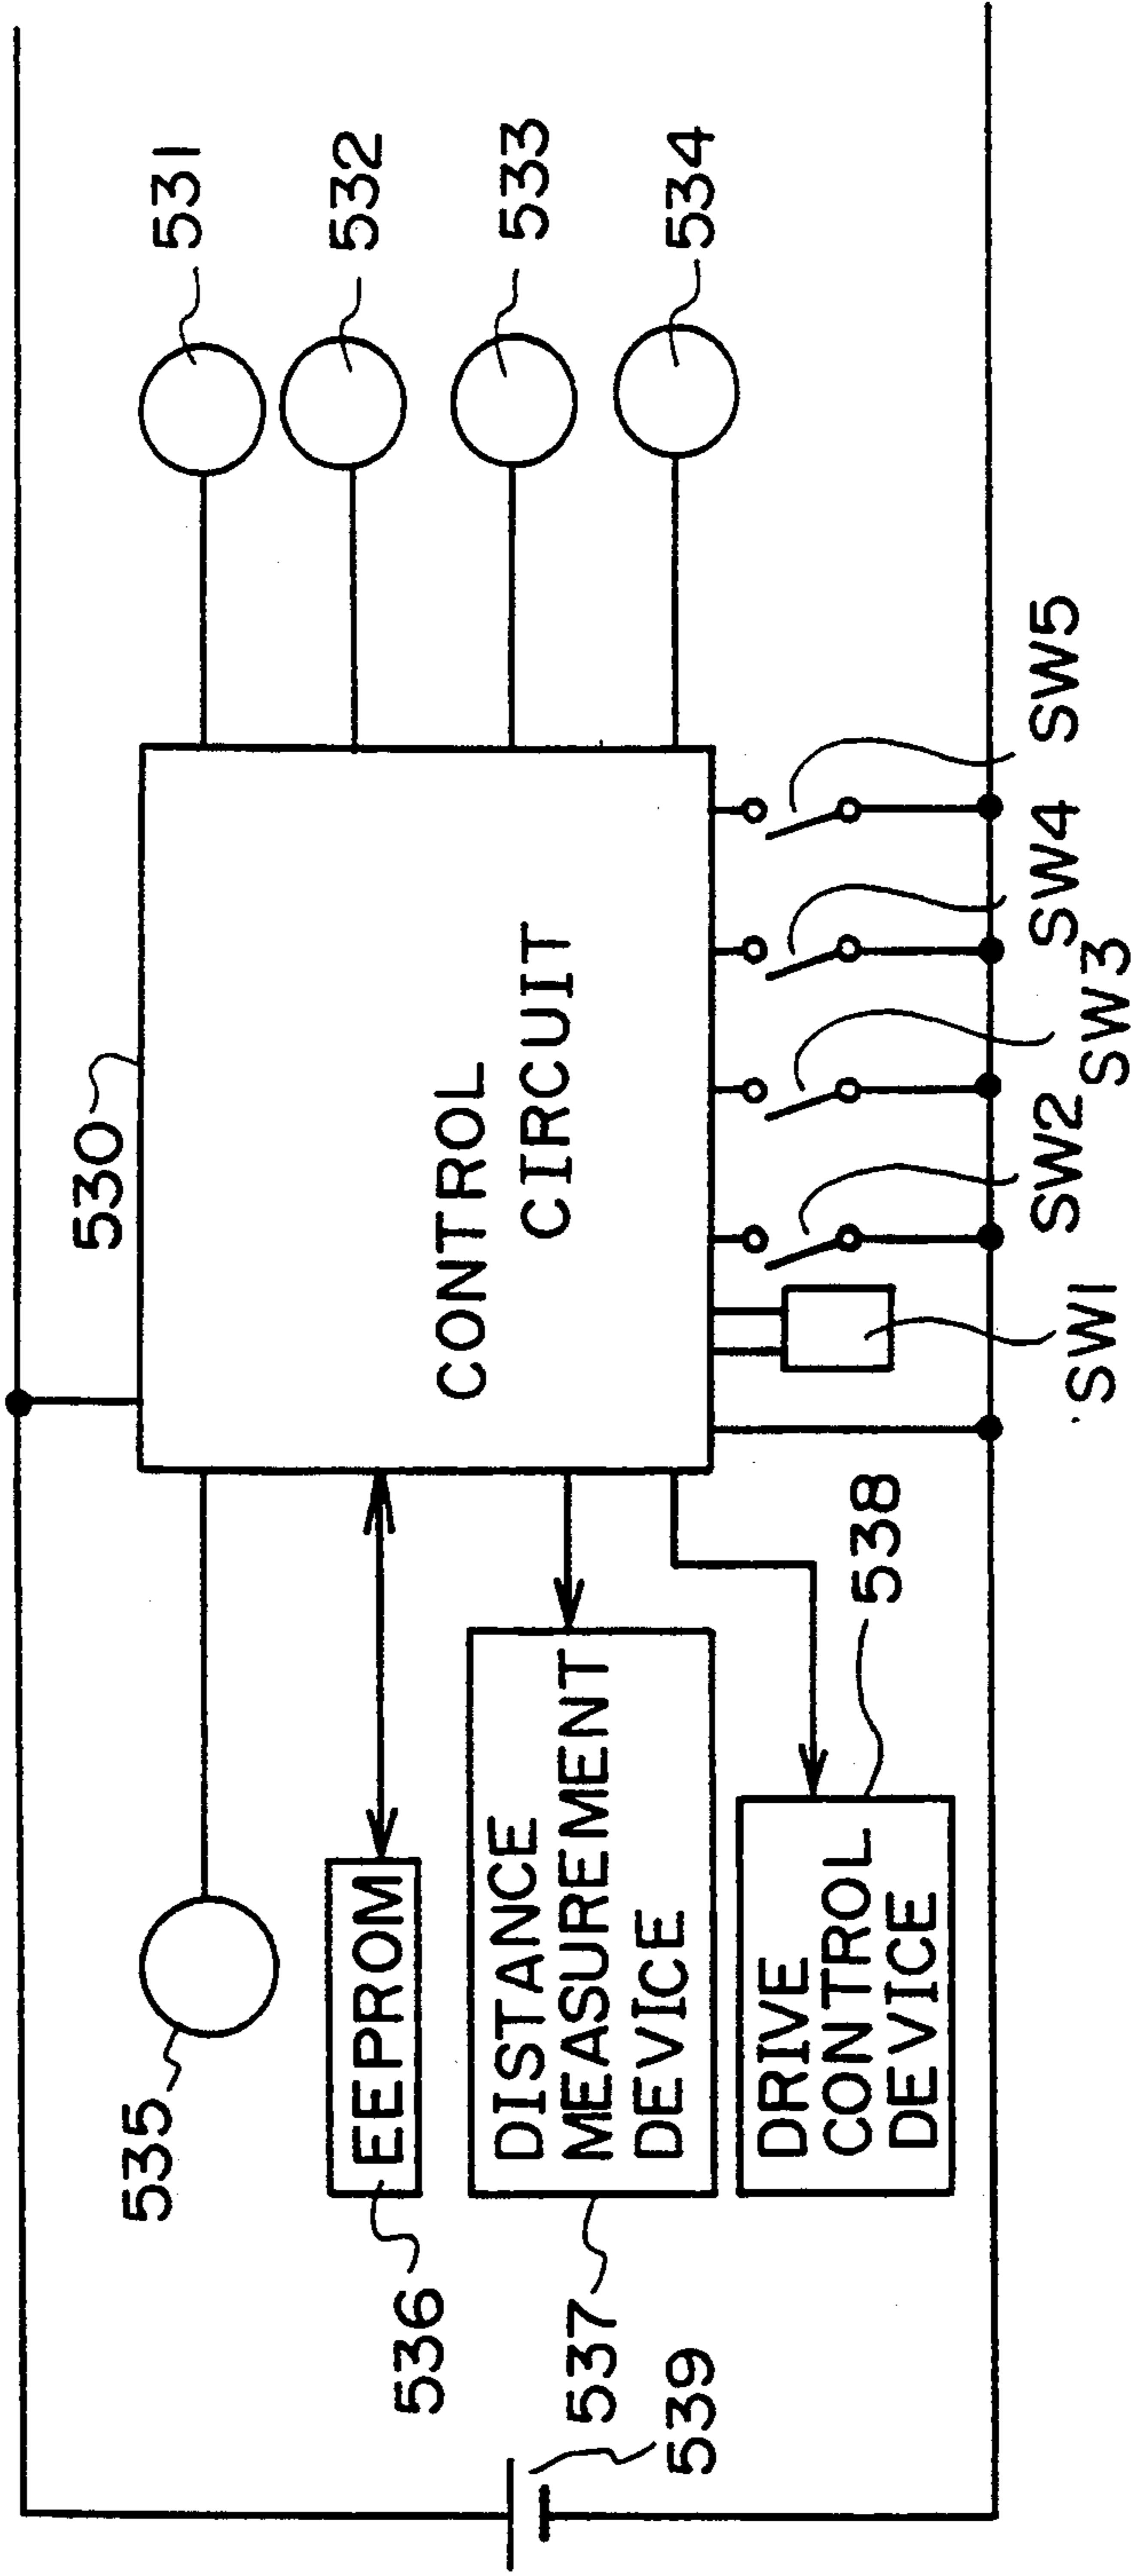 530
531
532
533
534
CONTROL
CIRCUIT
535
EEPROM
536
DISTANCE
MEASUREMENT
DEVICE
537
DRIVE
CONTROL
DEVICE
538
539
SW1
SW2
SW3
SW4
SW5